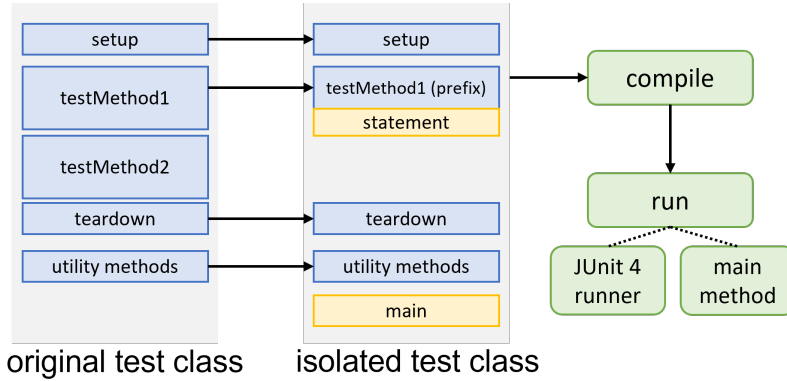 setup
testMethod1
testMethod2
teardown
utility methods
original test class
setup
testMethod1 (prefix)
statement
teardown
utility methods
main
isolated test class
compile
run
JUnit 4
runner
main
method